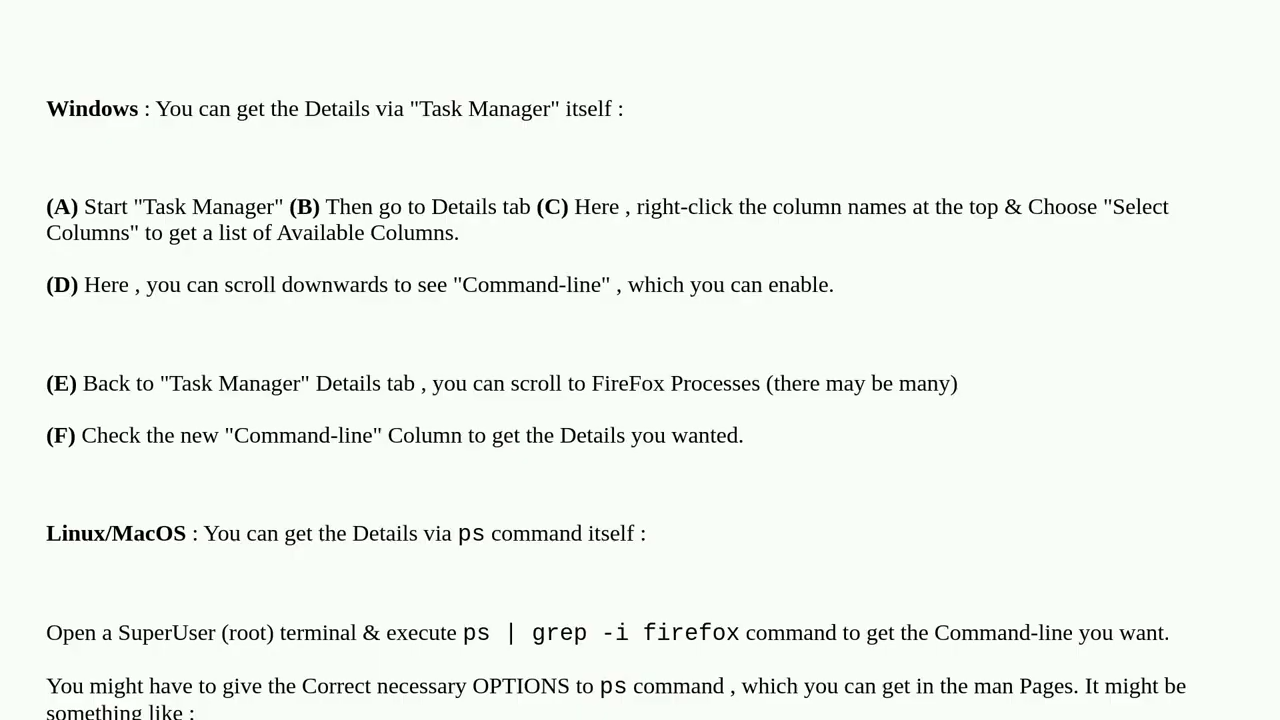 Windows : You can get the Details via "Task Manager" itself :
(A) Start "Task Manager" (B) Then go to Details tab (C) Here , right-click the column names at the top & Choose "Select
Columns" to get a list of Available Columns.
(D) Here , you can scroll downwards to see "Command-line" , which you can enable.
(E) Back to "Task Manager" Details tab , you can scroll to FireFox Processes (there may be many)
(F) Check the new "Command-line" Column to get the Details you wanted.
Linux/MacOS : You can get the Details via ps command itself :
Open a SuperUser (root) terminal & execute ps | grep -i firefox command to get the Command-line you want.
You might have to give the Correct necessary OPTIONS to ps command , which you can get in the man Pages. It might be
something like :